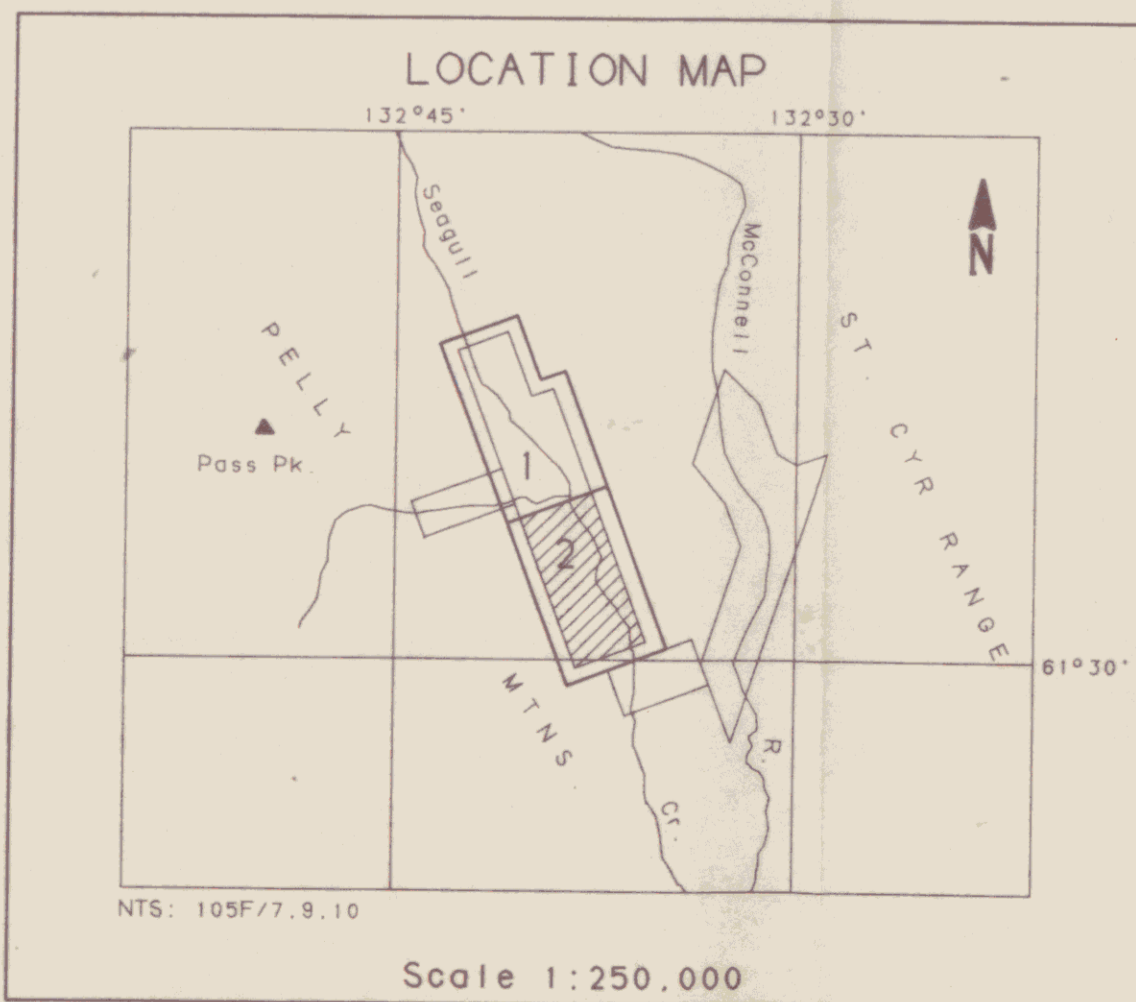 LOCATION MAP
132°45'
132°30'
Seagull
McConnell
N
PELLY
ST. CYR RANGE
Pass Pk.
1
2
61°30'
MTNS
R.
Cr.
NTS: 105F/7.9.10
Scale 1:250,000